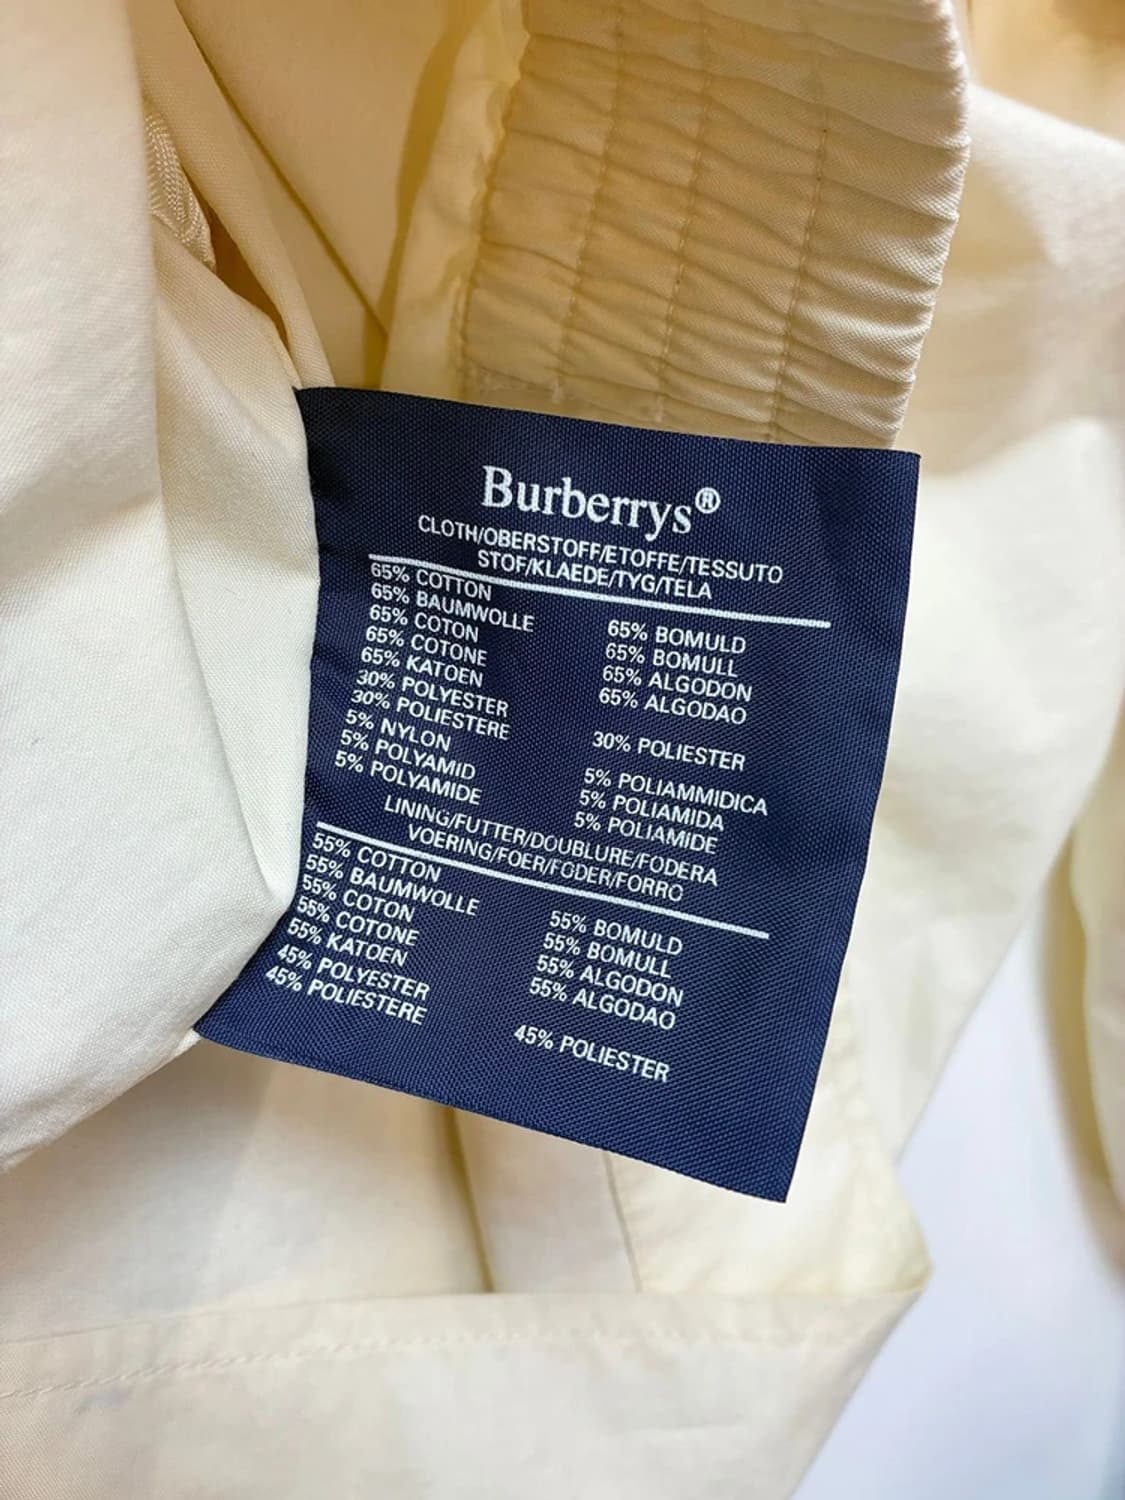 Burberrys®
CLOTH/OBERSTOFF/ETOFFE/TESSUTO
STOF/KLAEDE/TYG/TELA
65% COTTON
65% BAUMWOLLE
65% COTON
65% COTONE
65% KATOEN
30% POLYESTER
30% POLIESTERE
5% NYLON
5% POLYAMID
5% POLYAMIDE
65% BOMULD
65% BOMULL
65% ALGODON
65% ALGODAO
30% POLIESTER
5% POLIAMMIDICA
5% POLIAMIDA
5% POLIAMIDE
LINING/FUTTER/DOUBLURE/FODERA
VOERING/FOER/FODER/FORRO
55% COTTON
55% BAUMWOLLE
55% COTON
55% COTONE
55% KATOEN
45% POLYESTER
45% POLIESTERE
55% BOMULD
55% BOMULL
55% ALGODON
55% ALGODAO
45% POLIESTER